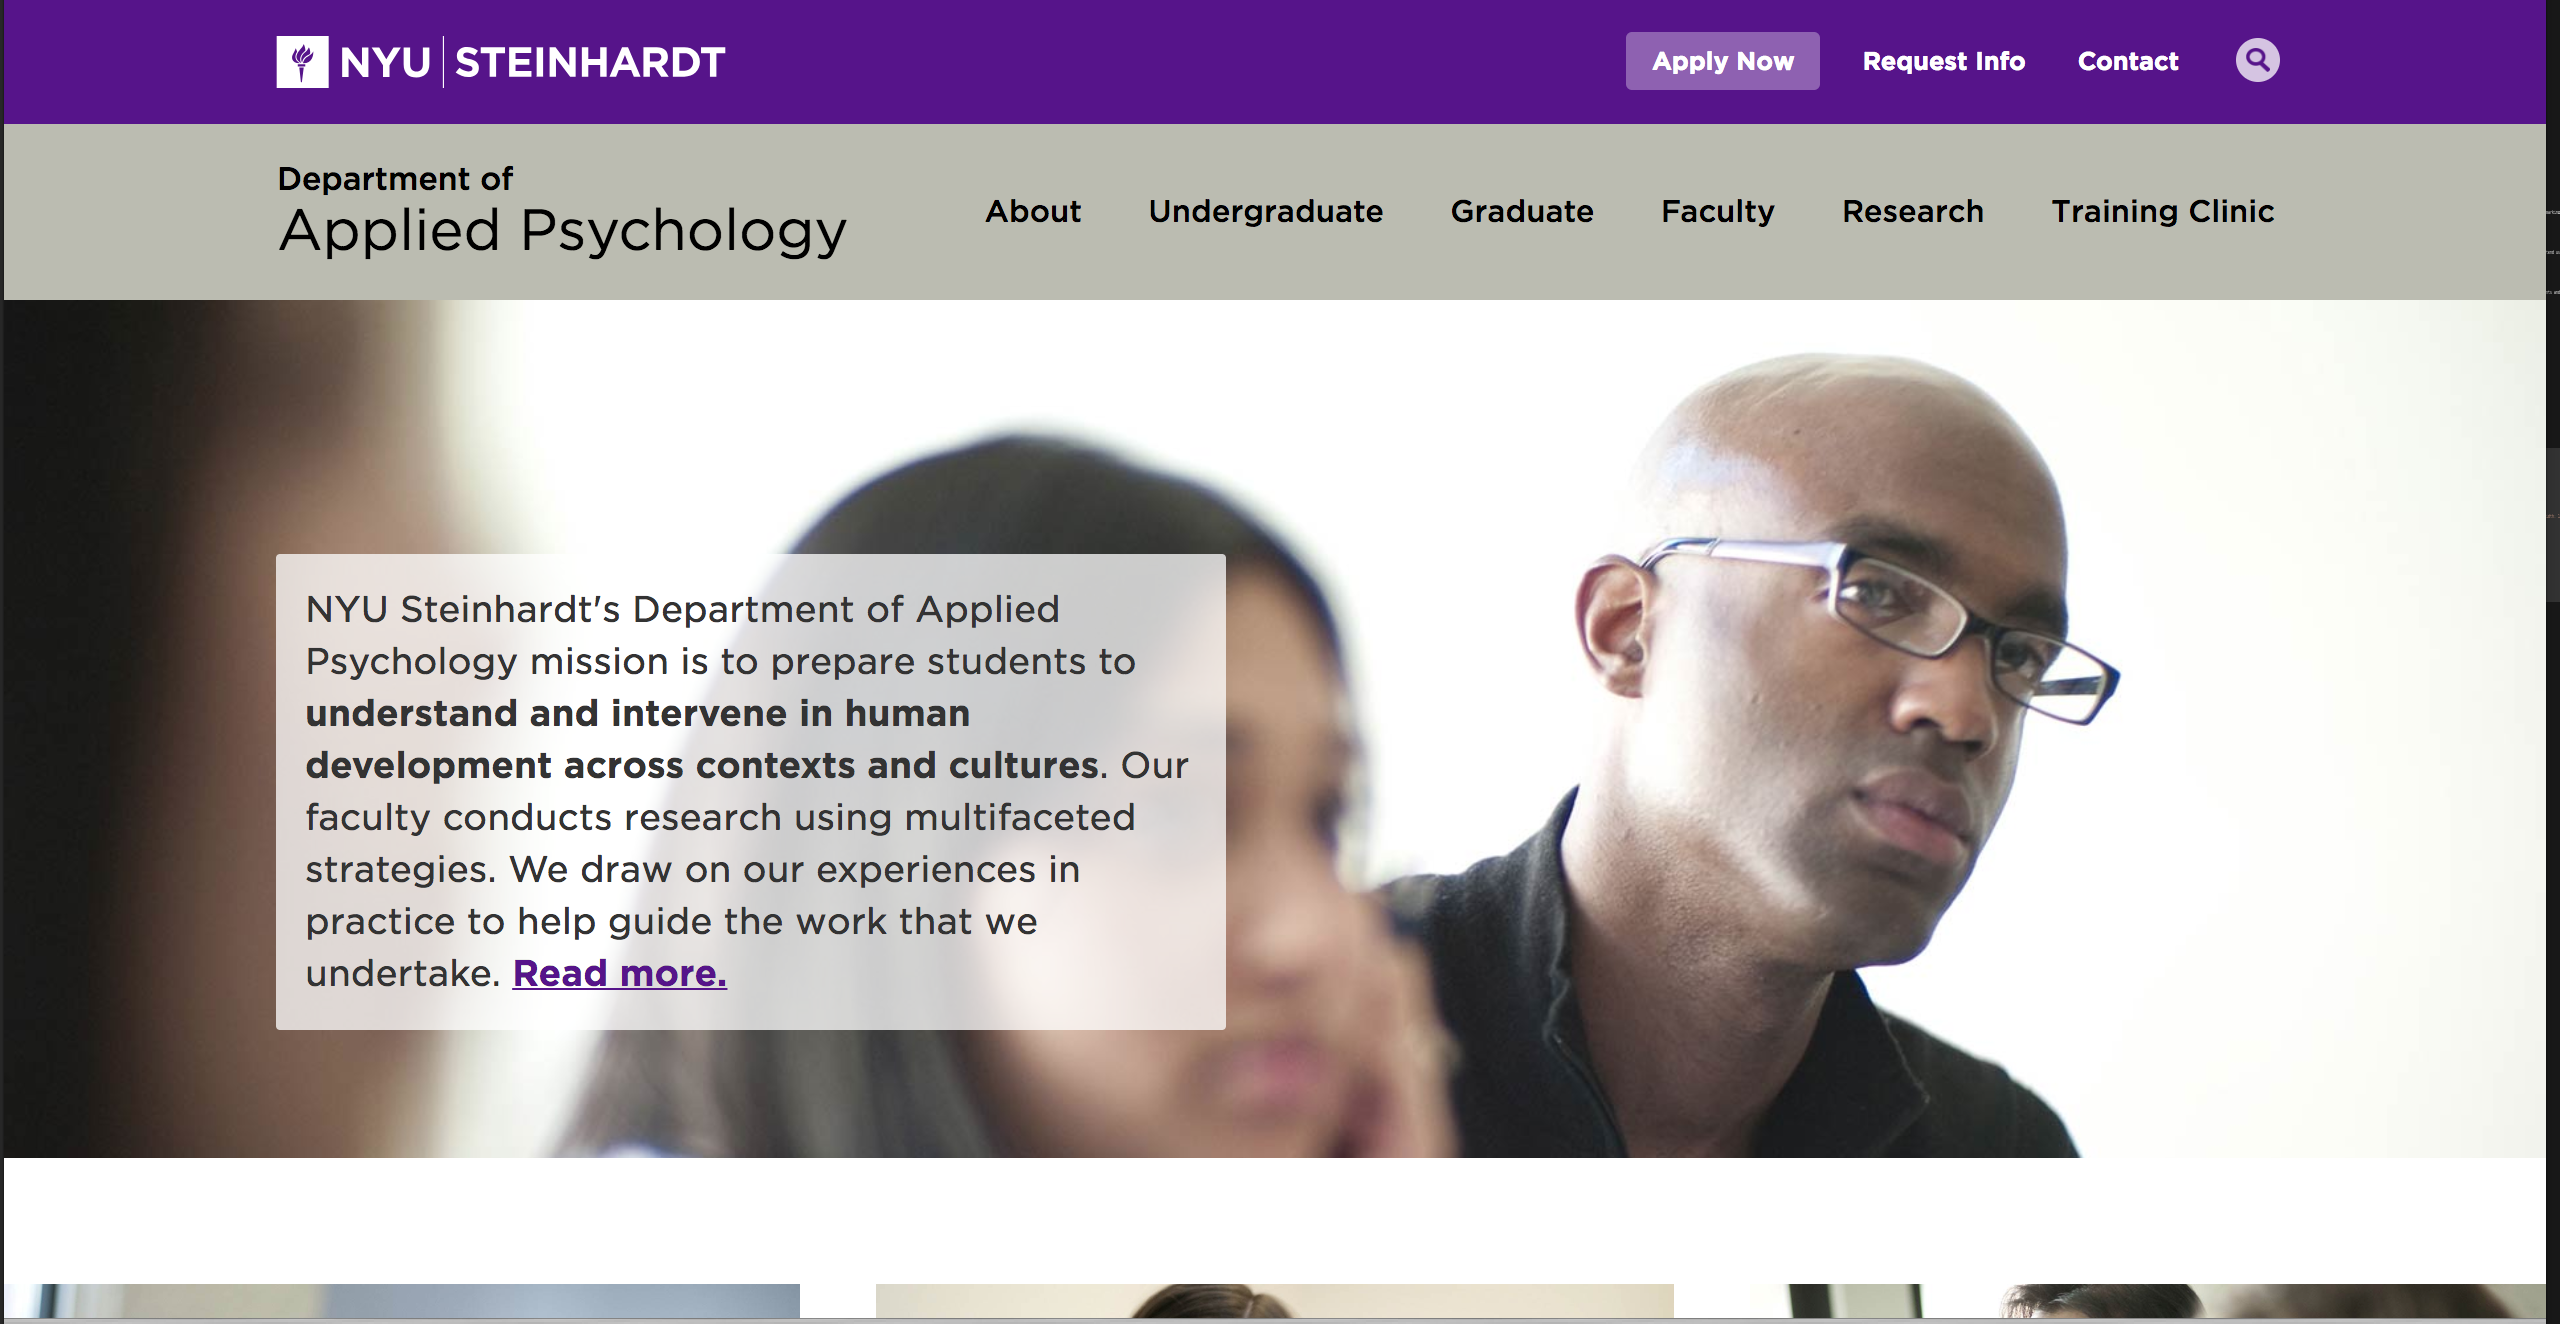 NYU STEINHARDT
Apply Now
Request Info
Contact
Department of
Applied Psychology
About
Undergraduate
Graduate
Faculty
Research
Training Clinic
NYU Steinhardt's Department of Applied
Psychology mission is to prepare students to
understand and intervene in human
development across contexts and cultures. Our
faculty conducts research using multifaceted
strategies. We draw on our experiences in
practice to help guide the work that we
undertake. Read more.